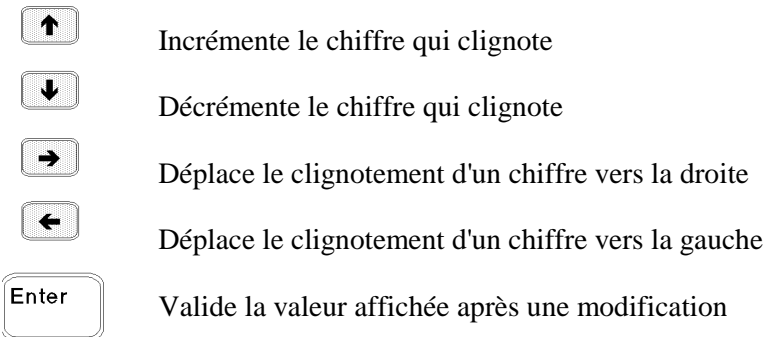 Incrémente le chiffre qui clignote
Décrémente le chiffre qui clignote
Déplace le clignotement d'un chiffre vers la droite
Déplace le clignotement d'un chiffre vers la gauche
Enter Valide la valeur affichée après une modification